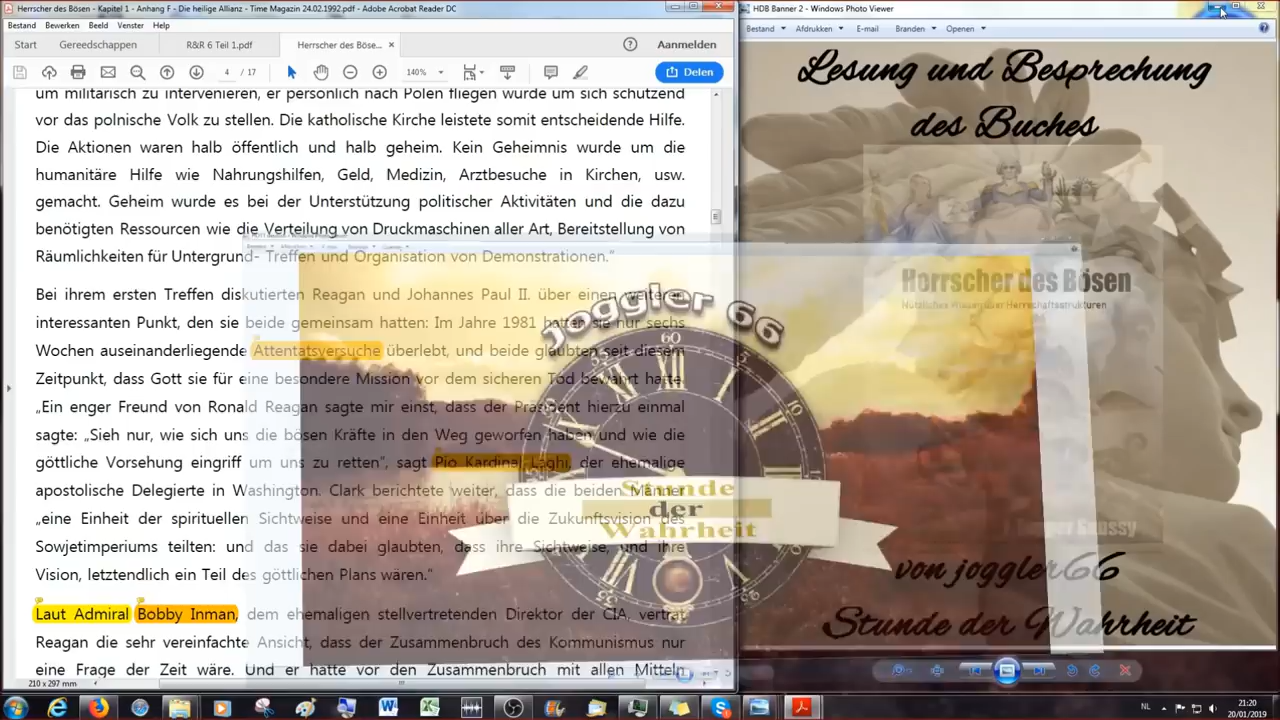 Herrscher des Bösen - Kapitel 1 - Anhang F - Die heilige Allianz - Time Magazin 24.02.1992.pdf - Adobe Acrobat Reader DC
Bestand Bearbeiten Beeld Venster Help
Start Gereedschappen R&R 6 Teil 1.pdf Herrscher des Böse... × Aanmelden
4 / 17 140% Delen
um militärisch zu intervenieren, er persönlich nach Polen fliegen würde um sich schützend
vor das polnische Volk zu stellen. Die katholische Kirche leistete somit entscheidende Hilfe.
Die Aktionen waren halb öffentlich und halb geheim. Kein Geheimnis wurde um die
humanitäre Hilfe wie Nahrungshilfen, Geld, Medizin, Arztbesuche in Kirchen, usw.
gemacht. Geheim wurde es bei der Unterstützung politischer Aktivitäten und die dazu
benötigten Ressourcen wie die Verteilung von Druckmaschinen aller Art, Bereitstellung von
Räumlichkeiten für Untergrund- Treffen und Organisation von Demonstrationen."
Bei ihrem ersten Treffen diskutierten Reagan und Johannes Paul II. über einen weiteren
interessanten Punkt, den sie beide gemeinsam hatten: Im Jahre 1981 hatten sie nur sechs
Wochen auseinanderliegende Attentatsversuche überlebt, und beide glaubten seit diesem
Zeitpunkt, dass Gott sie für eine besondere Mission vor dem sicheren Tod bewahrt hatte.
„Ein enger Freund von Ronald Reagan sagte mir einst, dass der Präsident hierzu einmal
sagte: „Sieh nur, wie sich uns die bösen Kräfte in den Weg geworfen haben und wie die
göttliche Vorsehung eingriff um uns zu retten", sagt Pio Kardinal Laghi, der ehemalige
apostolische Delegierte in Washington. Clark berichtete weiter, dass die beiden Männer
„eine Einheit der spirituellen Sichtweise und eine Einheit über die Zukunftsvision des
Sowjetimperiums teilten: und das sie dabei glaubten, dass ihre Sichtweise, und ihre
Vision, letztendlich ein Teil des göttlichen Plans wären."
Laut Admiral Bobby Inman, dem ehemaligen stellvertretenden Direktor der CIA, vertrat
Reagan die sehr vereinfachte Ansicht, dass der Zusammenbruch des Kommunismus nur
eine Frage der Zeit wäre. Und er hatte vor den Zusammenbruch mit allen Mitteln
210 x 297 mm
HDB Banner 2 - Windows Photo Viewer
Bestand Afdrukken E-mail Branden Openen
Lesung und Besprechung
des Buches
Herrscher des Bösen
Nützliches Wissen über Herrschaftsstrukturen
von joggler66
Stunde der Wahrheit
joggler 66
60
5
10
15
Stunde
der
Wahrheit
NL 21:20
20/01/2019